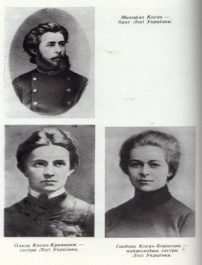 Михайло Косач —
брат Лесі Українки.
Ольга Косач-Кривинюк —
сестра Лесі Українки.
Ізидора Косач-Борисова —
наймолодша сестра
Лесі Українки.